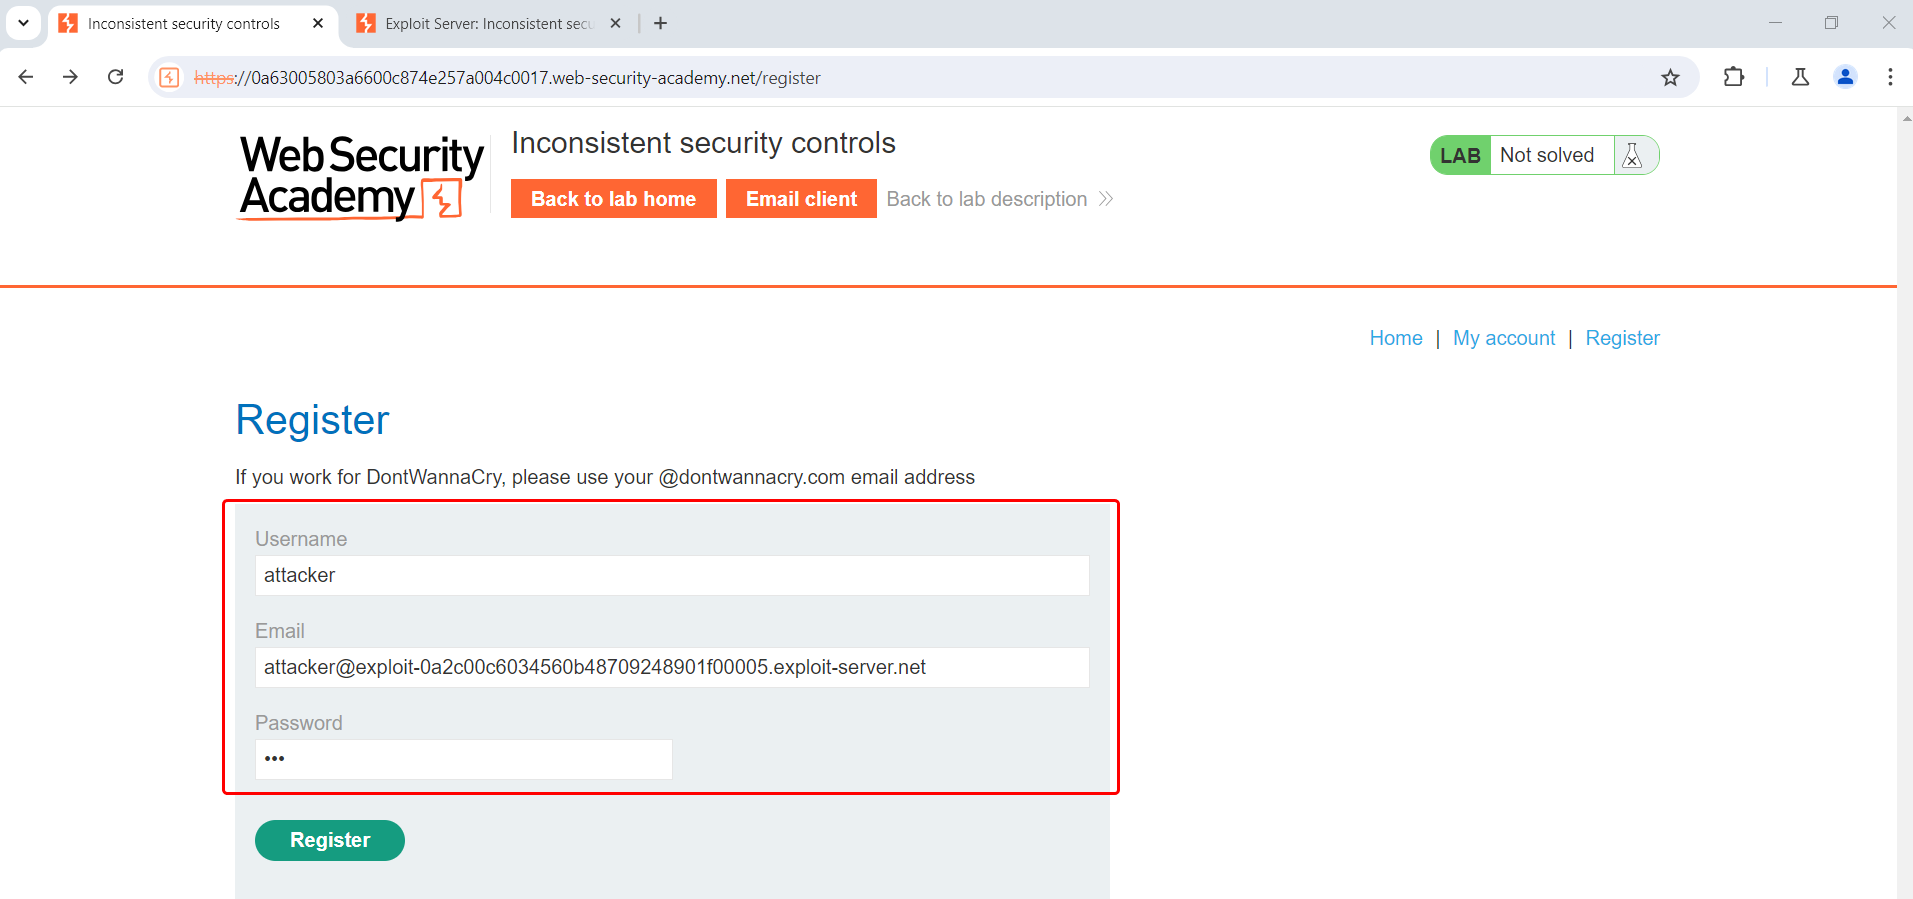 Inconsistent security controls
Exploit Server: Inconsistent secu
https://0a63005803a6600c874e257a004c0017.web-security-academy.net/register
Web Security
Academy
Inconsistent security controls
Back to lab home
Email client
Back to lab description
LAB
Not solved
Home | My account | Register
Register
If you work for DontWannaCry, please use your @dontwannacry.com email address
Username
attacker
Email
attacker@exploit-0a2c00c6034560b48709248901f00005.exploit-server.net
Password
•••
Register